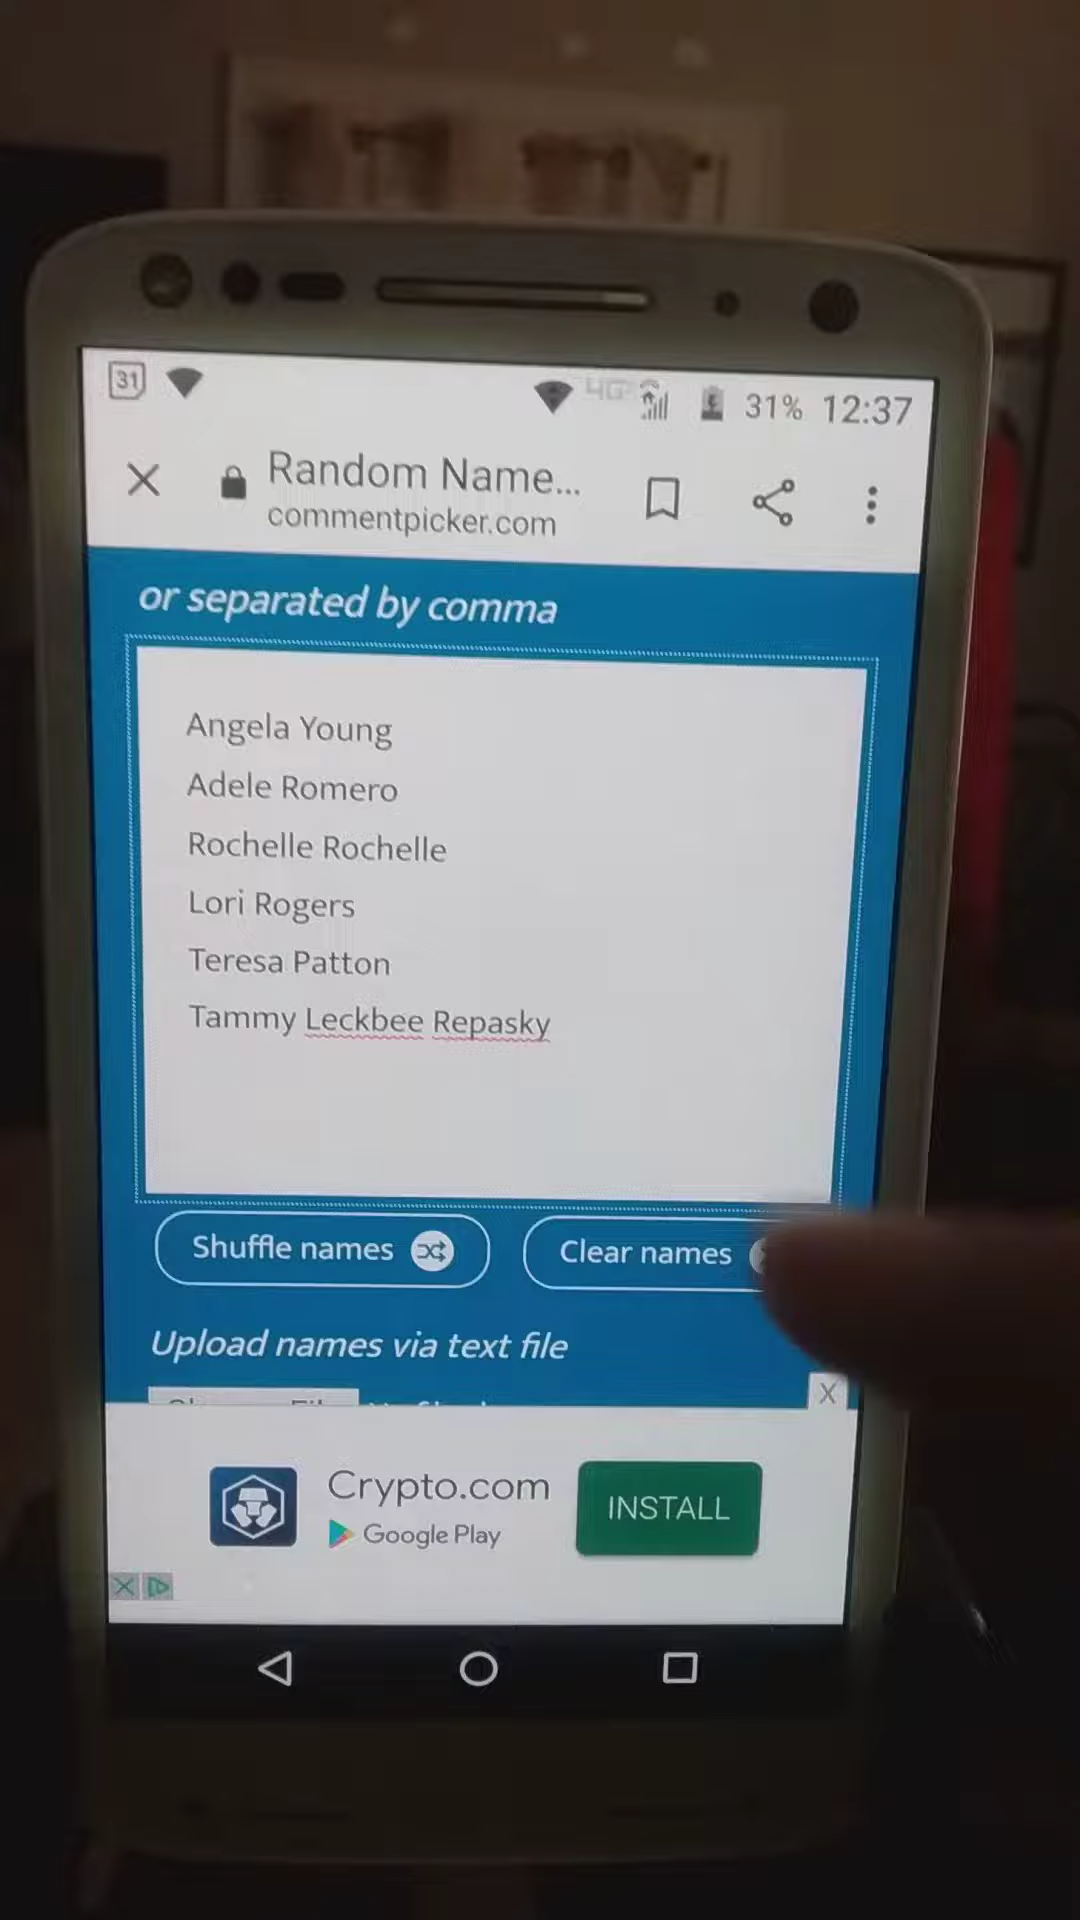 31 4G 31% 12:37
Random Name...
commentpicker.com
or separated by comma
Angela Young
Adele Romero
Rochelle Rochelle
Lori Rogers
Teresa Patton
Tammy Leckbee Repasky
Shuffle names
Clear names
Upload names via text file
X
Crypto.com
INSTALL
Google Play